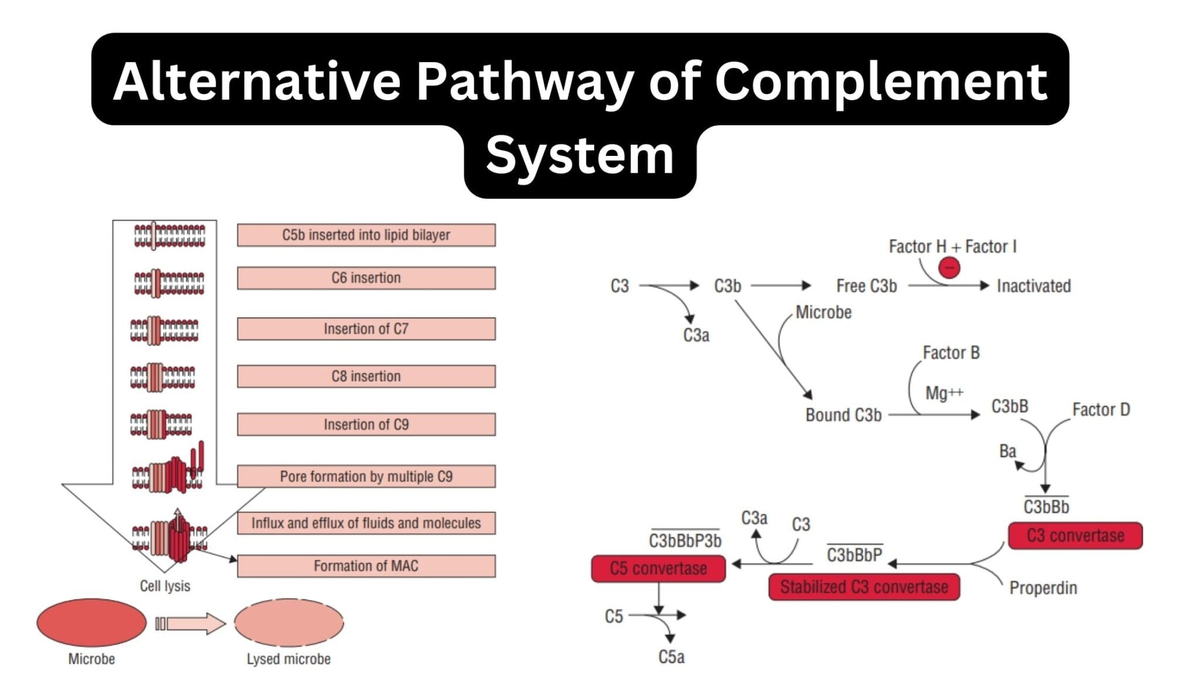 Alternative Pathway of Complement
System
C5b inserted into lipid bilayer
C6 insertion
Insertion of C7
C8 insertion
Insertion of C9
Pore formation by multiple C9
Influx and efflux of fluids and molecules
Formation of MAC
Cell lysis
Microbe
Lysed microbe
Factor H + Factor I
−
C3
C3b
Free C3b
Inactivated
C3a
Microbe
Factor B
Mg++
Bound C3b
C3bB
Factor D
Ba
C3bBb
C3 convertase
Properdin
C3bBbP
Stabilized C3 convertase
C3
C3a
C3bBbP3b
C5 convertase
C5
C5a